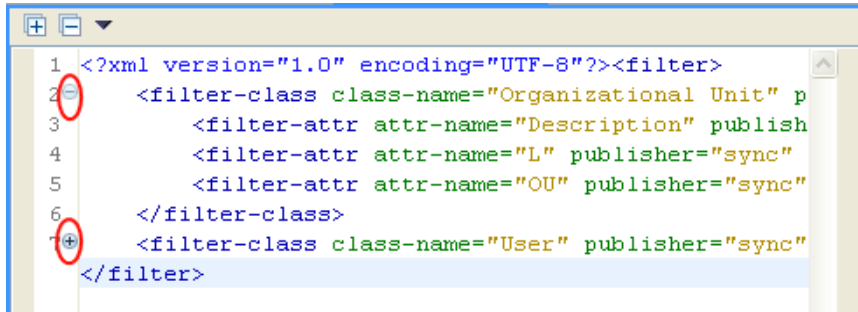 1 <?xml version="1.0" encoding="UTF-8"?><filter>
2 <filter-class class-name="Organizational Unit" p
3 <filter-attr attr-name="Description" publish
4 <filter-attr attr-name="L" publisher="sync"
5 <filter-attr attr-name="OU" publisher="sync"
6 </filter-class>
7 <filter-class class-name="User" publisher="sync"
</filter>